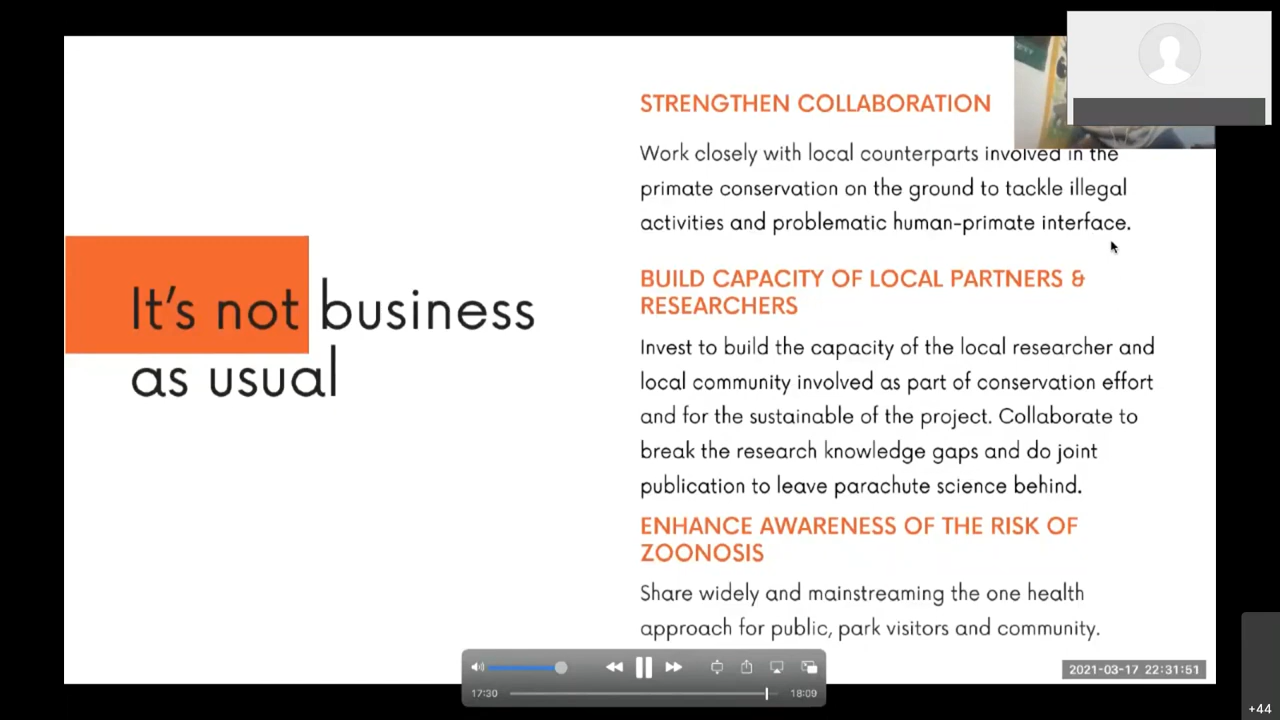 STRENGTHEN COLLABORATION
Work closely with local counterparts involved in the
primate conservation on the ground to tackle illegal
activities and problematic human-primate interface.
It's not business
as usual
BUILD CAPACITY OF LOCAL PARTNERS &
RESEARCHERS
Invest to build the capacity of the local researcher and
local community involved as part of conservation effort
and for the sustainable of the project. Collaborate to
break the research knowledge gaps and do joint
publication to leave parachute science behind.
ENHANCE AWARENESS OF THE RISK OF
ZOONOSIS
Share widely and mainstreaming the one health
approach for public, park visitors and community.
2021-03-17 22:31:51
17:30
18:09
+44